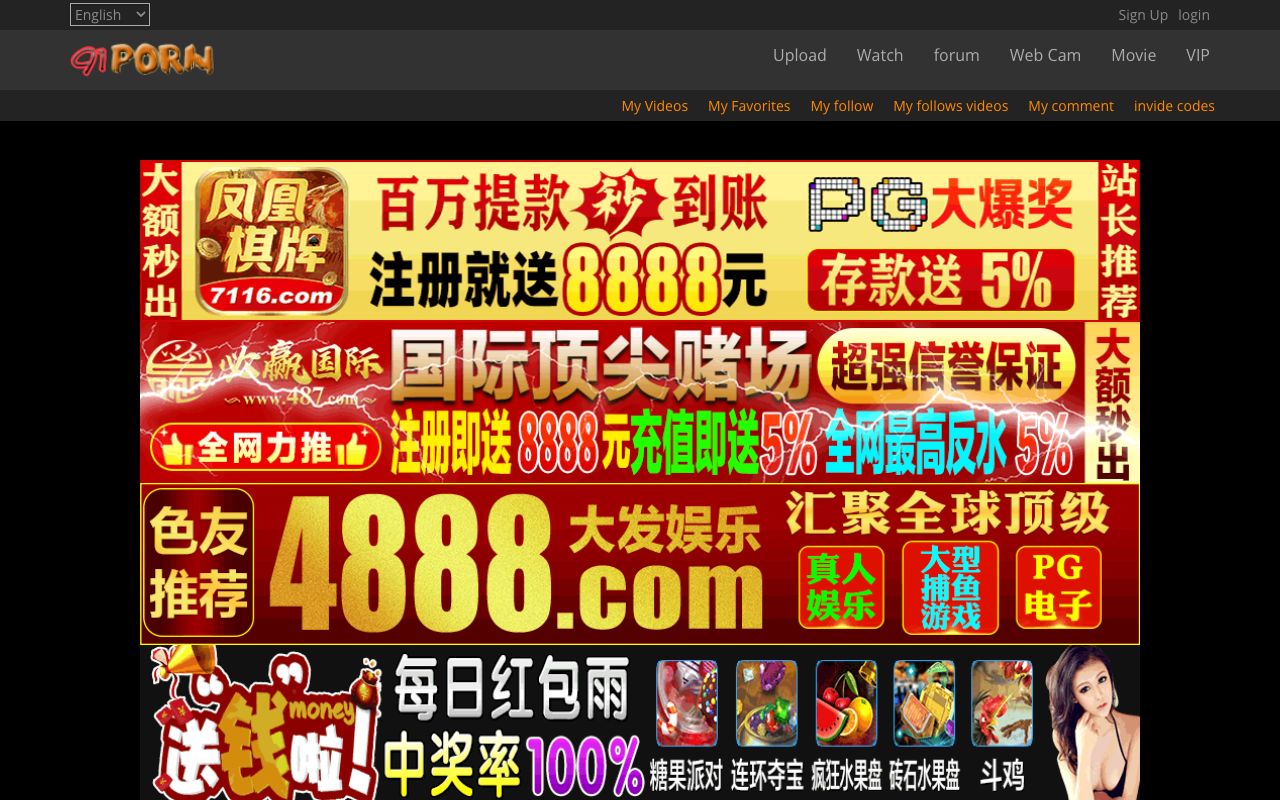 English
Sign Up login
91PORN
Upload Watch forum Web Cam Movie VIP
My Videos My Favorites My follow My follows videos My comment invide codes
大额秒出
凤凰棋牌
7116.com
百万提款秒到账
注册就送8888元
PG大爆奖
存款送 5%
站长推荐
收赢国际
www.487.com
全网力推
国际顶尖赌场
超强信誉保证
注册即送8888元充值即送5% 全网最高反水 5%
大额秒出
色友推荐
4888.com
大发娱乐
汇聚全球顶级
真人娱乐
大型捕鱼游戏
PG电子
送钱啦!
money
每日红包雨
中奖率100%
糖果派对 连环夺宝 疯狂水果盘 砖石水果盘 斗鸡